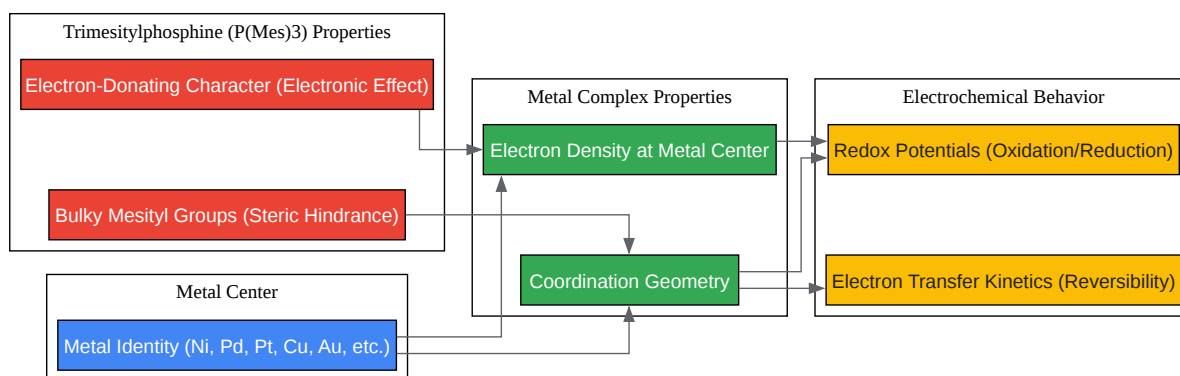 Trimesitylphosphine (P(Mes)3) Properties
Electron-Donating Character (Electronic Effect)
Bulky Mesityl Groups (Steric Hindrance)
Metal Center
Metal Identity (Ni, Pd, Pt, Cu, Au, etc.)
Metal Complex Properties
Electron Density at Metal Center
Coordination Geometry
Electrochemical Behavior
Redox Potentials (Oxidation/Reduction)
Electron Transfer Kinetics (Reversibility)